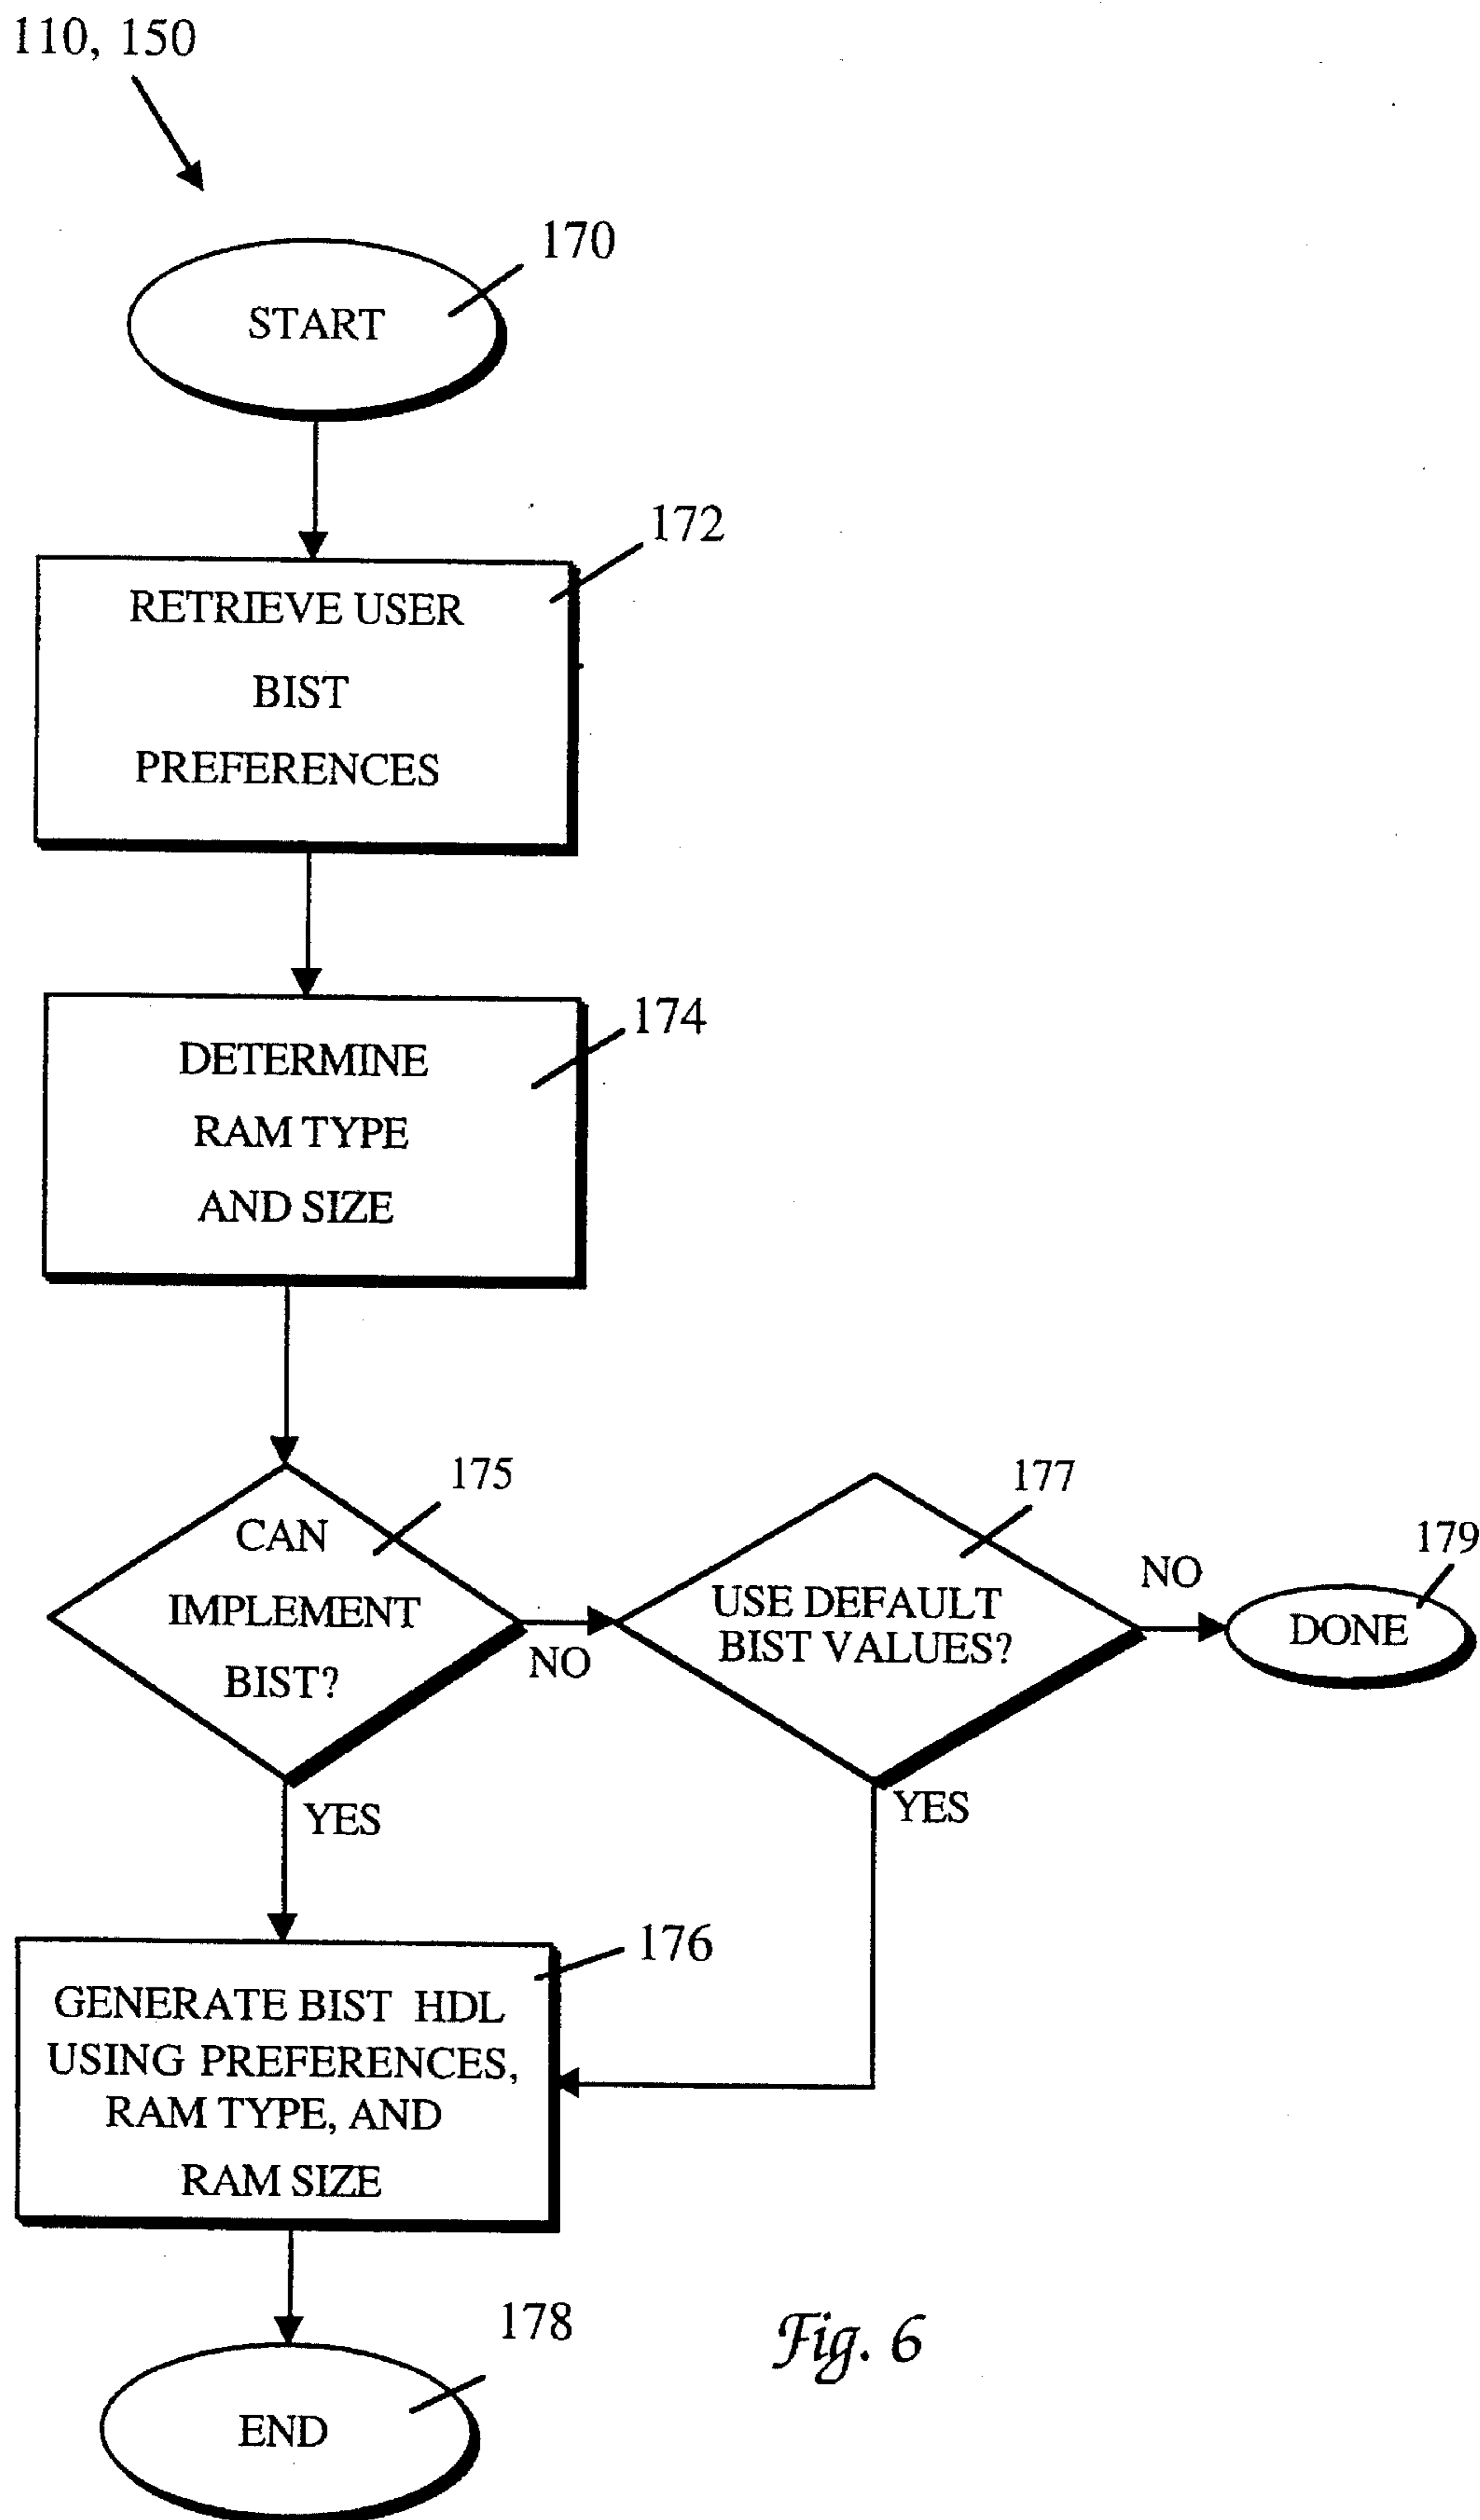 110, 150
170
START
172
RETRIEVE USER
BIST
PREFERENCES
174
DETERMINE
RAM TYPE
AND SIZE
175
CAN
IMPLEMENT
BIST?
NO
YES
177
USE DEFAULT
BIST VALUES?
NO
YES
179
DONE
176
GENERATE BIST HDL
USING PREFERENCES,
RAM TYPE, AND
RAM SIZE
178
END
Fig. 6